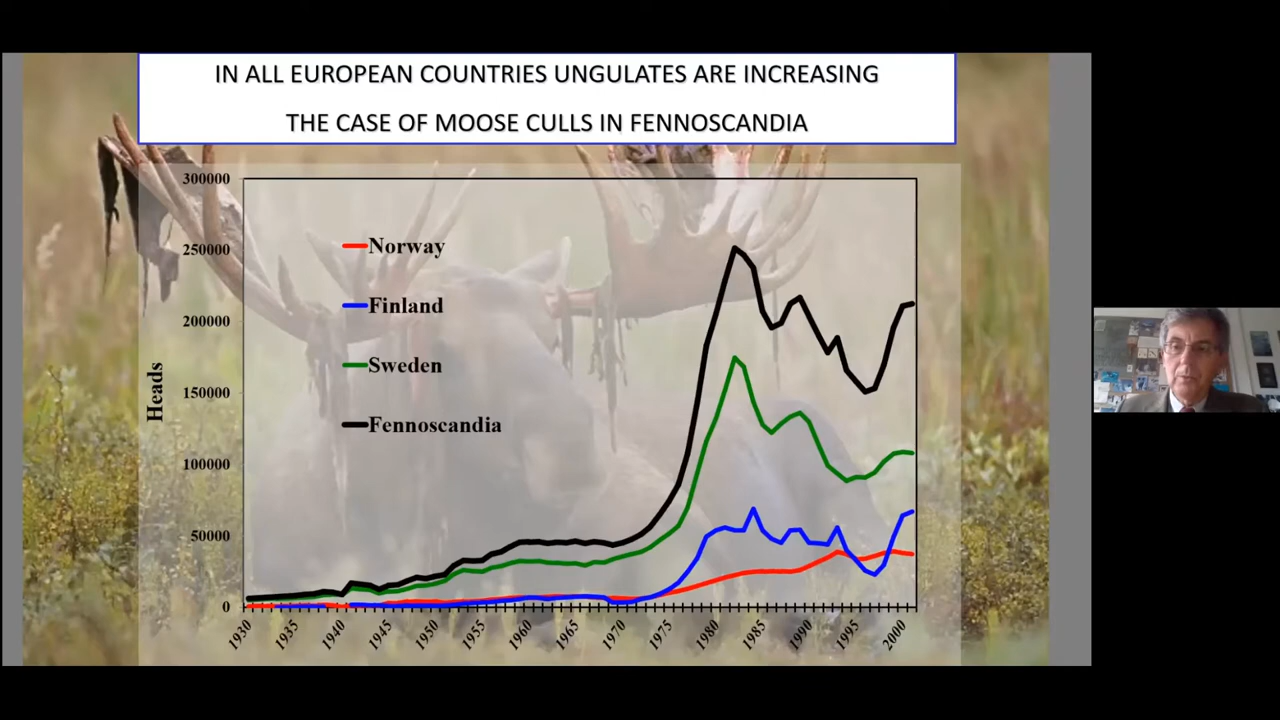 IN ALL EUROPEAN COUNTRIES UNGULATES ARE INCREASING
THE CASE OF MOOSE CULLS IN FENNOSCANDIA
300000
250000
200000
150000
100000
50000
0
Heads
Norway
Finland
Sweden
Fennoscandia
1930 1935 1940 1945 1950 1955 1960 1965 1970 1975 1980 1985 1990 1995 2000